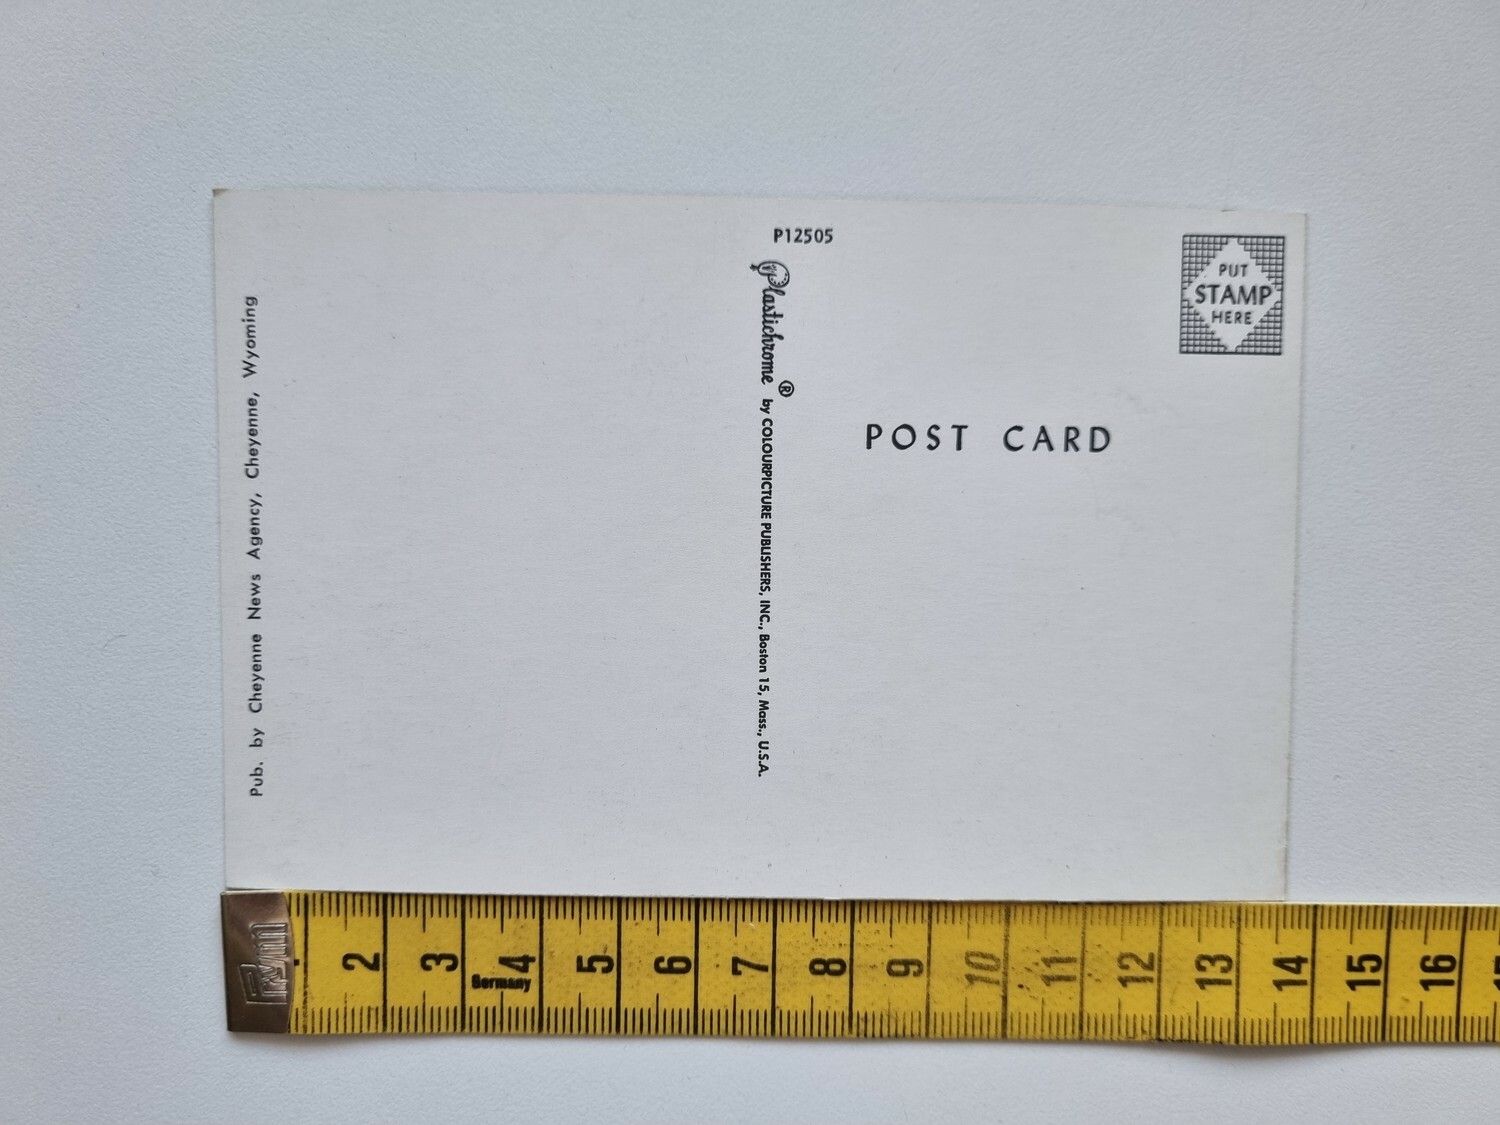 P12505
PUT
STAMP
HERE
Plastichrome® by COLOURPICTURE PUBLISHERS, INC., Boston 15, Mass., U.S.A.
POST CARD
Pub. by Cheyenne News Agency, Cheyenne, Wyoming
Prym
2 3 4 5 6 7 8 9 10 11 12 13 14 15 16
Germany